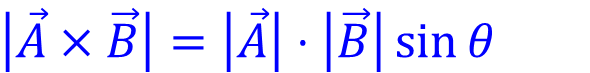 |A⃗ × B⃗| = |A⃗| · |B⃗| sin θ